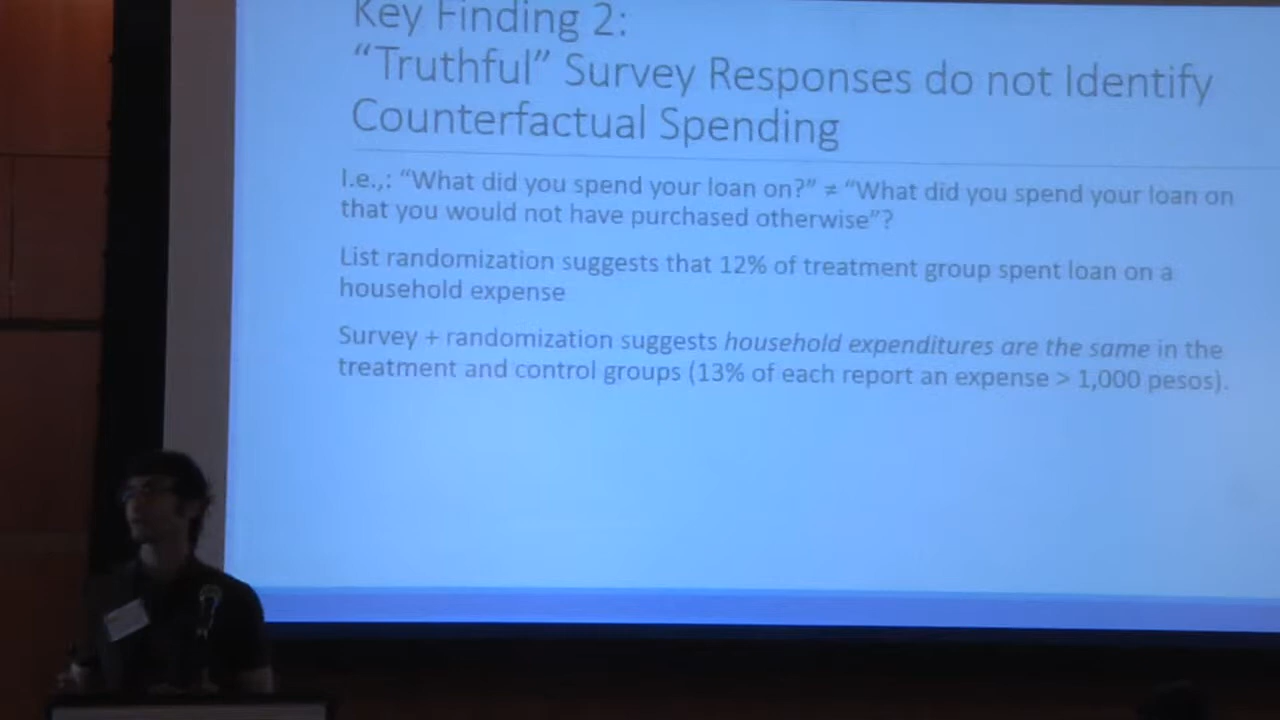 Key Finding 2:
“Truthful” Survey Responses do not Identify
Counterfactual Spending
I.e.,: “What did you spend your loan on?” ≠ “What did you spend your loan on
that you would not have purchased otherwise”?
List randomization suggests that 12% of treatment group spent loan on a
household expense
Survey + randomization suggests household expenditures are the same in the
treatment and control groups (13% of each report an expense > 1,000 pesos).